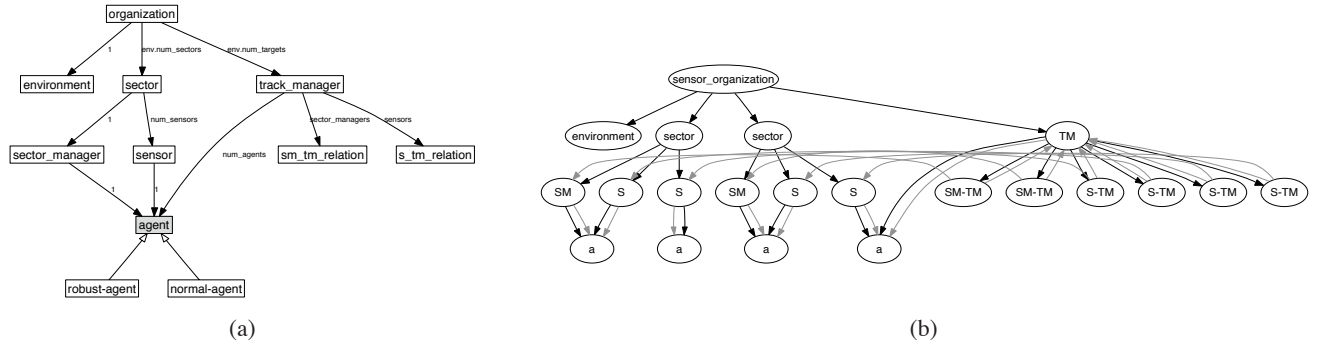 organization
1
env.num_sectors
env.num_targets
environment
sector
track_manager
1
num_sensors
sector_managers
sensors
sector_manager
sensor
num_agents
sm_tm_relation
s_tm_relation
1
1
agent
robust-agent
normal-agent
(a)
sensor_organization
environment
sector
sector
TM
SM
S
S
SM
S
S
SM-TM
SM-TM
S-TM
S-TM
S-TM
S-TM
a
a
a
a
(b)